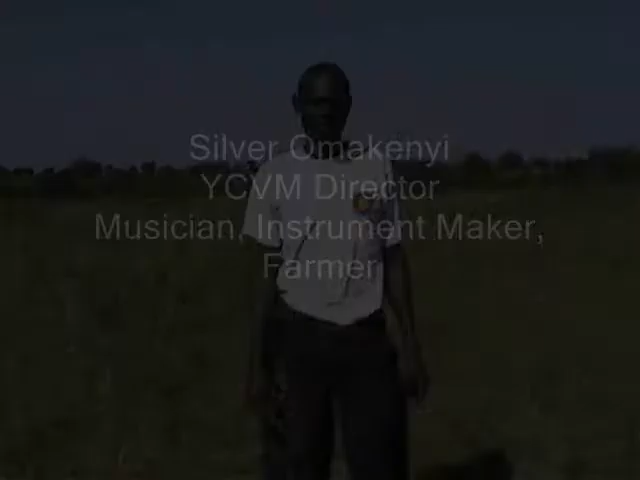 Silver Omakenyi
YCVM Director
Musician, Instrument Maker,
Farmer